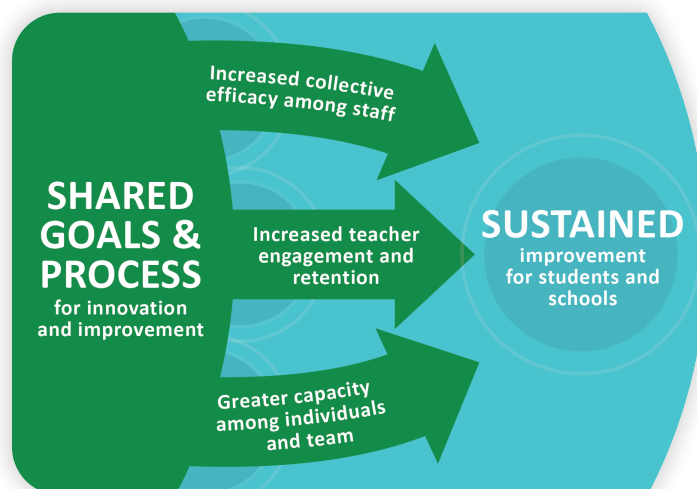 SHARED
GOALS &
PROCESS
for innovation
and improvement
Increased collective
efficacy among staff
Increased teacher
engagement and
retention
Greater capacity
among individuals
and team
SUSTAINED
improvement
for students and
schools